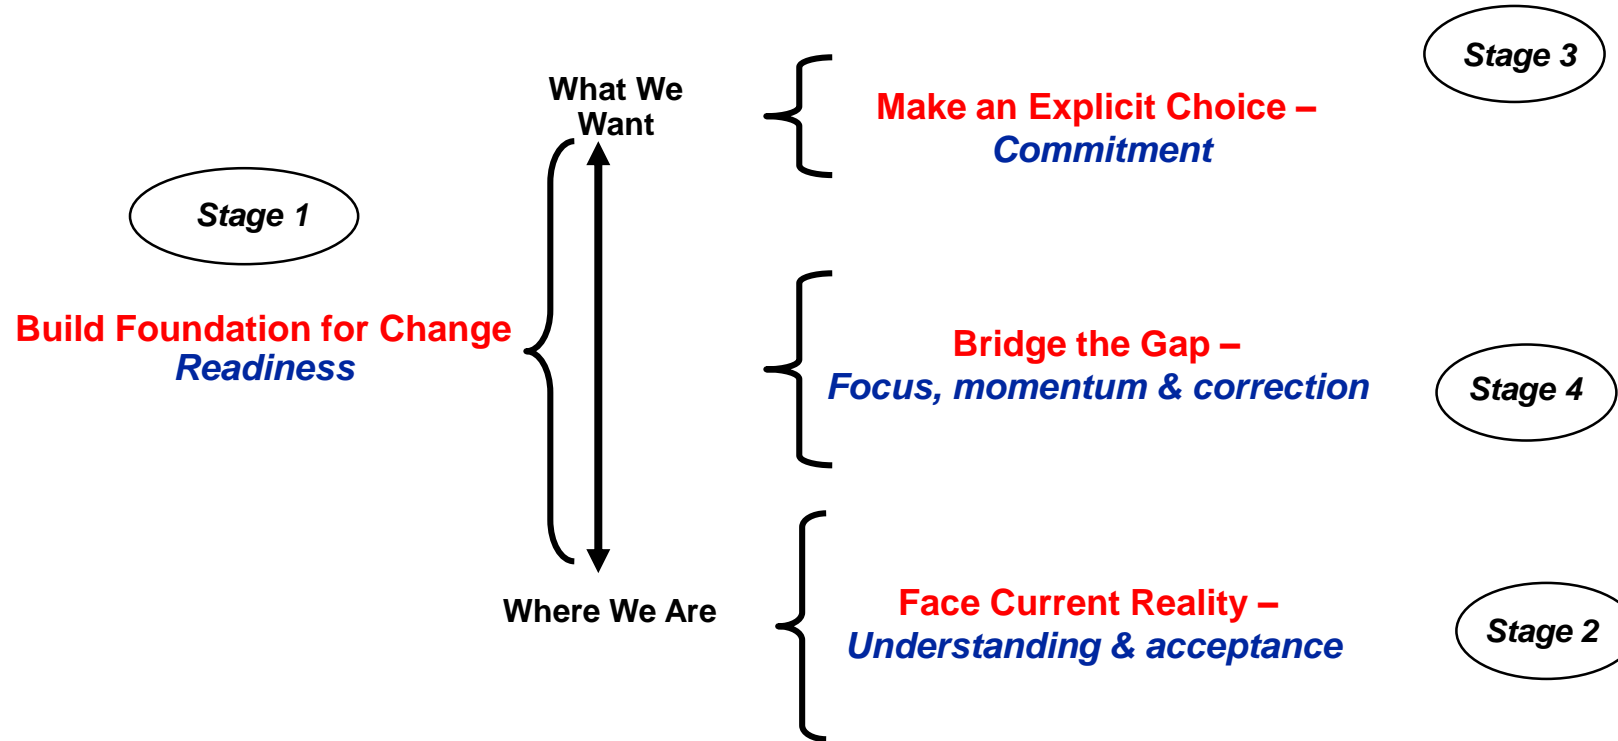 Stage 1
Build Foundation for Change
Readiness
What We
Want
Where We Are
Make an Explicit Choice –
Commitment
Stage 3
Bridge the Gap –
Focus, momentum & correction
Stage 4
Face Current Reality –
Understanding & acceptance
Stage 2